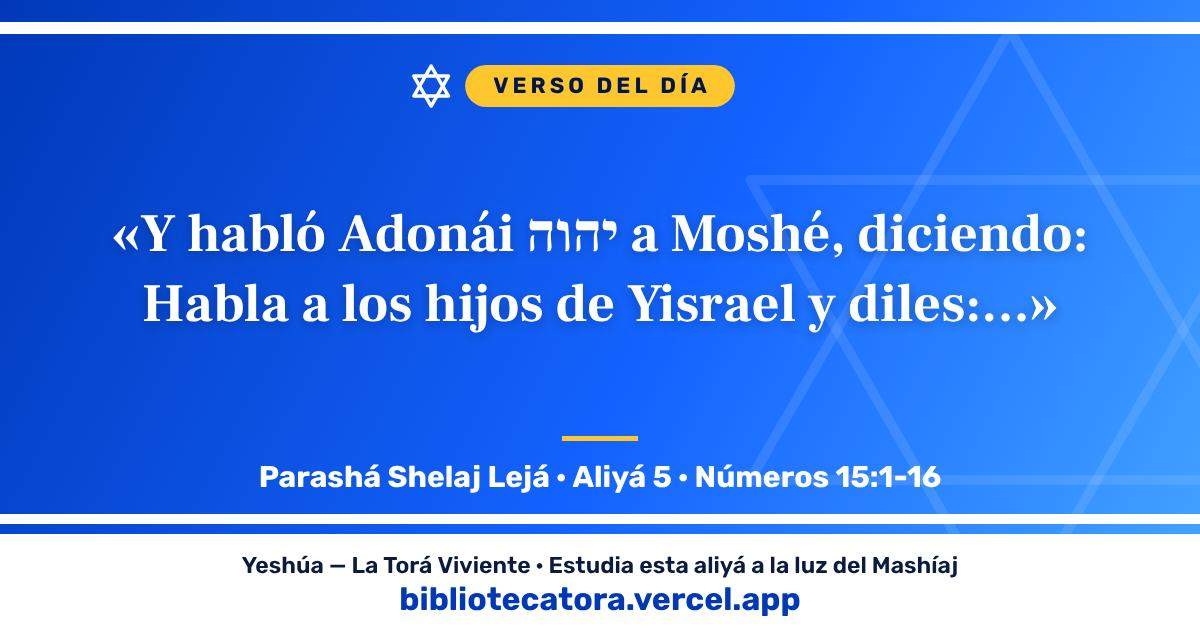 VERSO DEL DÍA
«Y habló Adonái יהוה a Moshé, diciendo:
Habla a los hijos de Yisrael y diles:...»
Parashá Shelaj Lejá • Aliyá 5 • Números 15:1-16
Yeshúa — La Torá Viviente • Estudia esta aliyá a la luz del Mashíaj
bibliotecatora.vercel.app